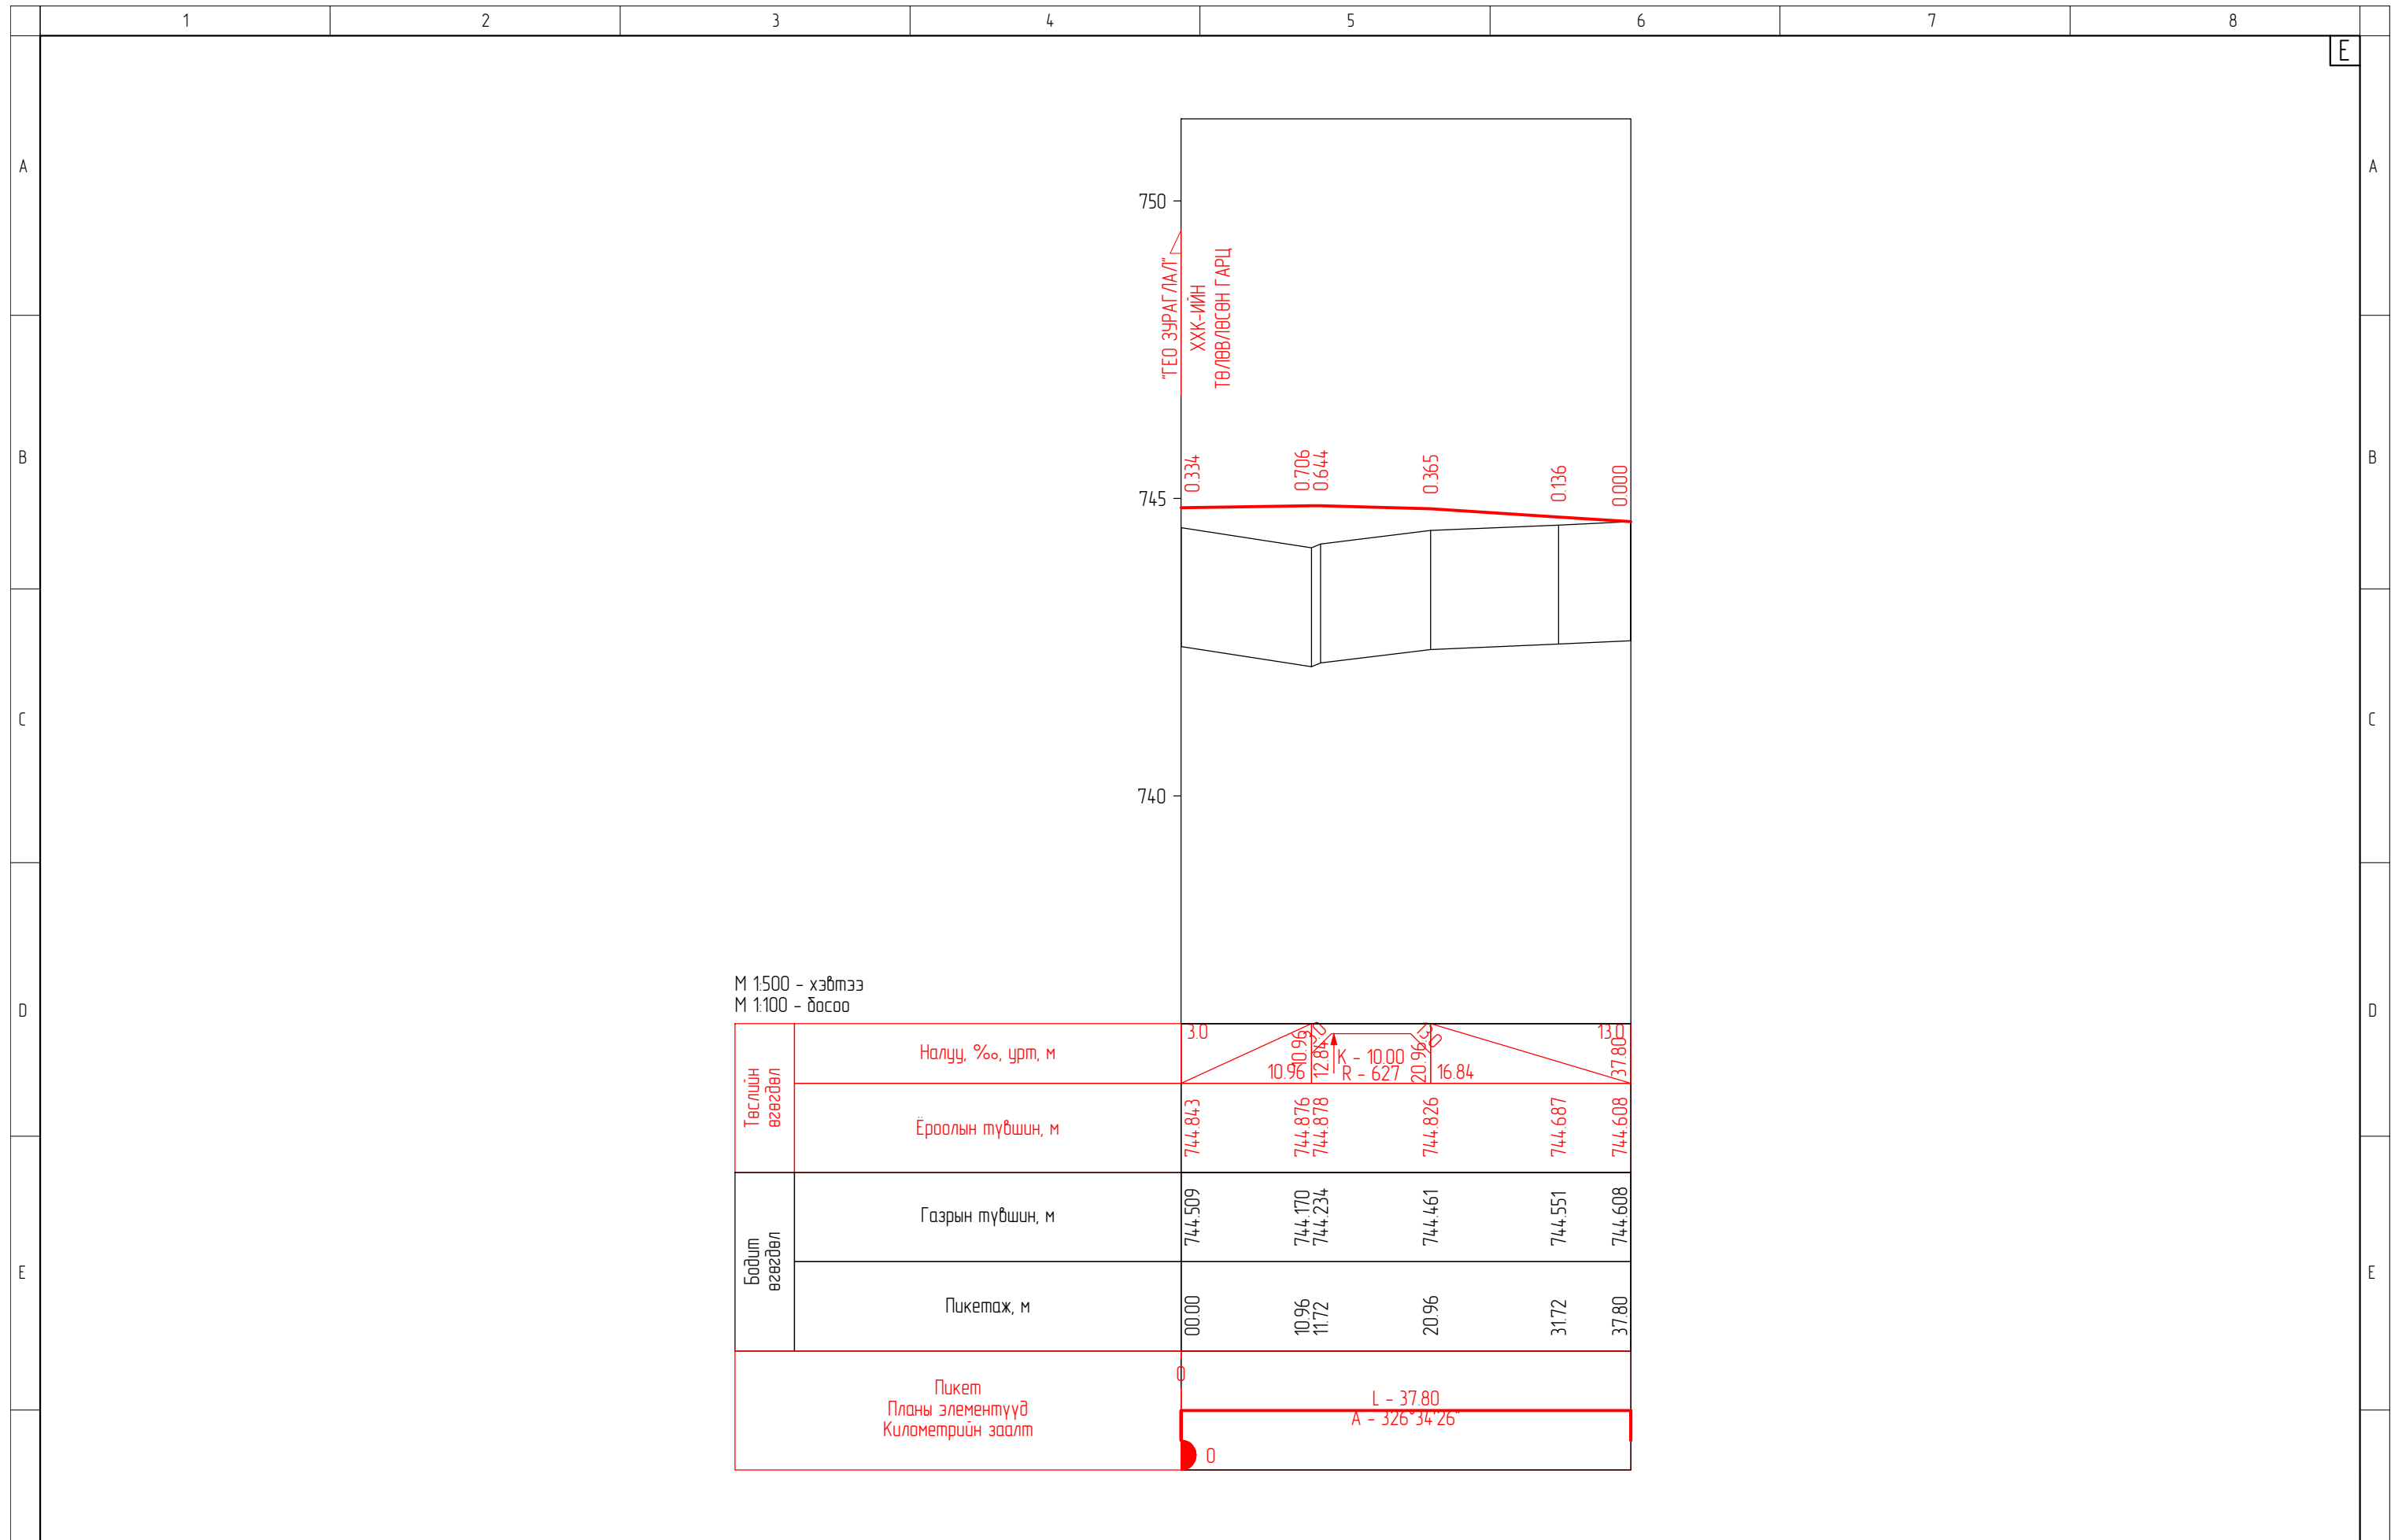 1 2 3 4 5 6 7 8
E
A A
750
"ГЕО ЗУРАГЛАЛ"
ХХК-ИЙН
ТӨЛӨВЛӨСӨН ГАРЦ
B B
0.334 0.706 0.644 0.365 0.136 0.000
745
C C
740
M 1:500 - хэвтээ
M 1:100 - босоо
D D
Төслийн
өгөгдөл
Налуу, ‰, урт, м
3.0 10.96 3.0 13.0 13.0
12.84 K - 10.00 20.96 37.80
10.96 R - 627 16.84
Ёроолын түвшин, м
744.843 744.876 744.878 744.826 744.687 744.608
Бодит
өгөгдөл
Газрын түвшин, м
744.509 744.170 744.234 744.461 744.551 744.608
E E
Пикетаж, м
00.00 10.96 11.72 20.96 31.72 37.80
Пикет
Планы элементүүд
Километрийн заалт
0
L - 37.80
A - 326°34'26"
0